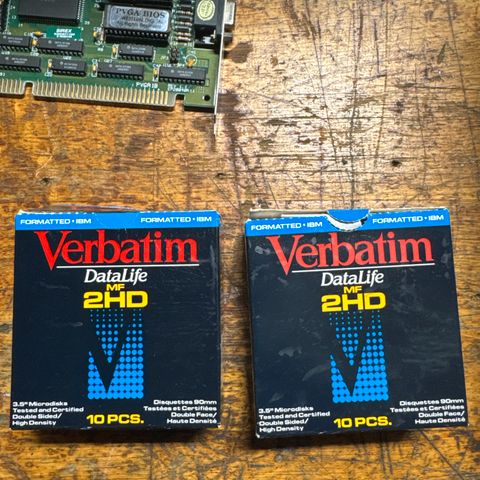 PVGA BIOS
WESTERN DIGITAL
PVGA1B
FORMATTED • IBM FORMATTED • IBM
Verbatim
DataLife
MF
2HD
3.5" Microdisks
Tested and Certified
Double Sided/
High Density
10 PCS.
Disquettes 90mm
Testées et Certifiées
Double Face/
Haute Densité
FORMATTED • IBM FORMATTED • IBM
Verbatim
DataLife
MF
2HD
3.5" Microdisks
Tested and Certified
Double Sided/
High Density
10 PCS.
Disquettes 90mm
Testées et Certifiées
Double Face/
Haute Densité